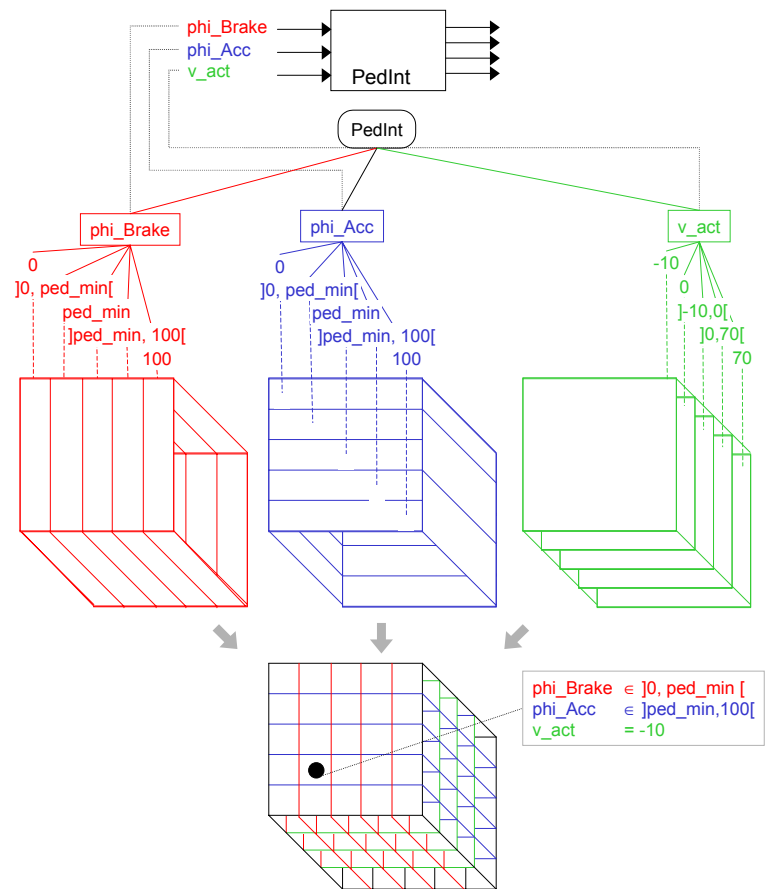 phi_Brake
phi_Acc
v_act
PedInt
PedInt
phi_Brake
phi_Acc
v_act
0
]0, ped_min[
ped_min
]ped_min, 100[
100
0
]0, ped_min[
ped_min
]ped_min, 100[
100
-10
0
]-10,0[
]0,70[
70
phi_Brake ∈ ]0, ped_min [
phi_Acc ∈ ]ped_min,100[
v_act = -10